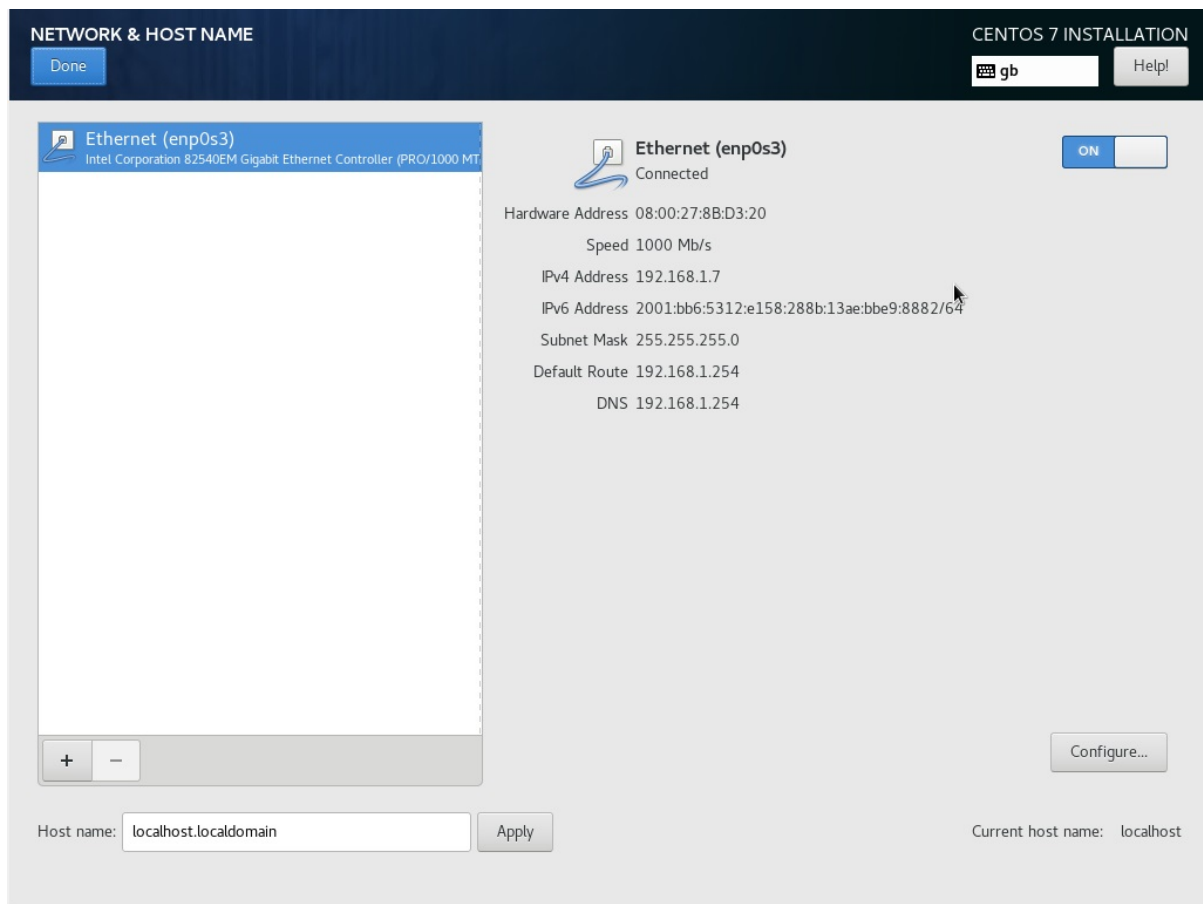 NETWORK & HOST NAME
CENTOS 7 INSTALLATION
Done
gb
Help!
Ethernet (enp0s3)
Intel Corporation 82540EM Gigabit Ethernet Controller (PRO/1000 MT
Ethernet (enp0s3)
Connected
ON
Hardware Address 08:00:27:8B:D3:20
Speed 1000 Mb/s
IPv4 Address 192.168.1.7
IPv6 Address 2001:bb6:5312:e158:288b:13ae:bbe9:8882/64
Subnet Mask 255.255.255.0
Default Route 192.168.1.254
DNS 192.168.1.254
+ −
Configure...
Host name: localhost.localdomain Apply
Current host name: localhost